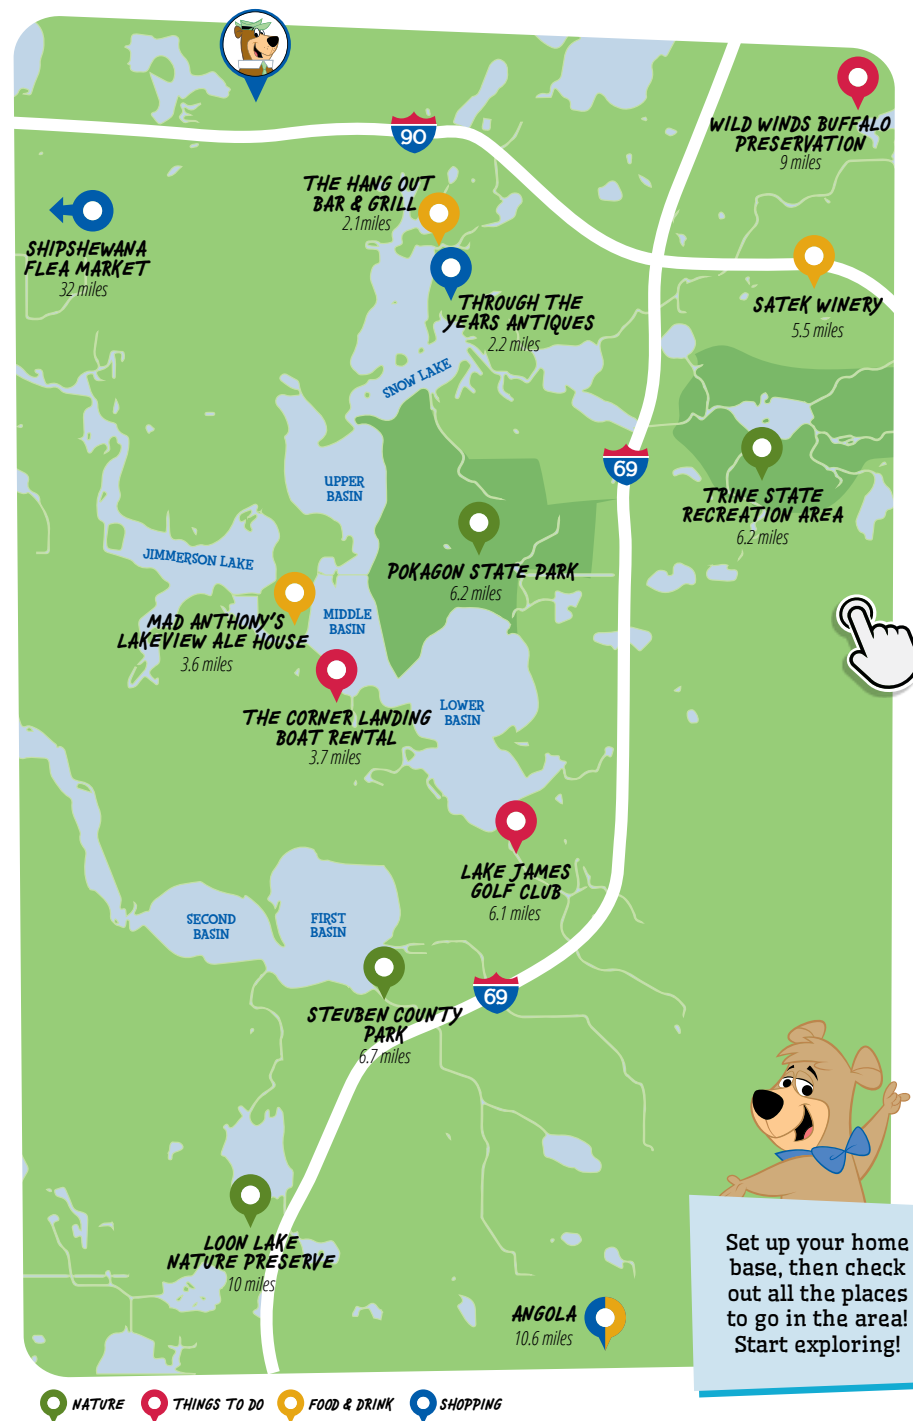 90
WILD WINDS BUFFALO
PRESERVATION
9 miles
THE HANG OUT
BAR & GRILL
2.1miles
SHIPSHEWANA
FLEA MARKET
32 miles
THROUGH THE
YEARS ANTIQUES
2.2 miles
SATEK WINERY
5.5 miles
SNOW LAKE
69
UPPER
BASIN
TRINE STATE
RECREATION AREA
6.2 miles
JIMMERSON LAKE
POKAGON STATE PARK
6.2 miles
MAD ANTHONY'S
LAKEVIEW ALE HOUSE
3.6 miles
MIDDLE
BASIN
THE CORNER LANDING
BOAT RENTAL
3.7 miles
LOWER
BASIN
LAKE JAMES
GOLF CLUB
6.1 miles
SECOND
BASIN
FIRST
BASIN
69
STEUBEN COUNTY
PARK
6.7 miles
LOON LAKE
NATURE PRESERVE
10 miles
ANGOLA
10.6 miles
Set up your home
base, then check
out all the places
to go in the area!
Start exploring!
NATURE THINGS TO DO FOOD & DRINK SHOPPING